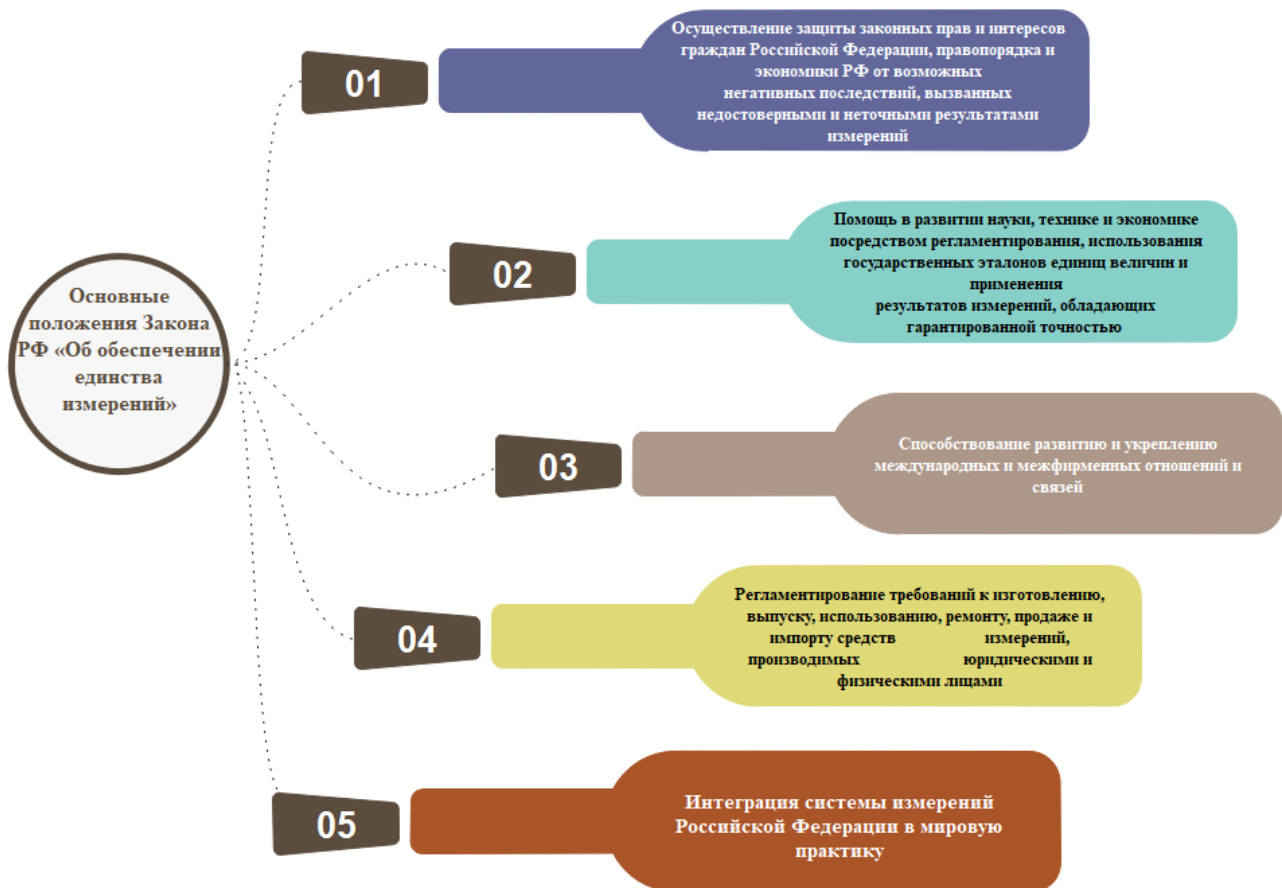 Основные
положения Закона
РФ «Об обеспечении
единства
измерений»
01
Осуществление защиты законных прав и интересов
граждан Российской Федерации, правопорядка и
экономики РФ от возможных
негативных последствий, вызванных
недостоверными и неточными результатами
измерений
02
Помощь в развитии науки, технике и экономике
посредством регламентирования, использования
государственных эталонов единиц величин и
применения
результатов измерений, обладающих
гарантированной точностью
03
Способствование развитию и укреплению
международных и межфирменных отношений и
связей
04
Регламентирование требований к изготовлению,
выпуску, использованию, ремонту, продаже и
импорту средств измерений,
производимых юридическими и
физическими лицами
05
Интеграция системы измерений
Российской Федерации в мировую
практику